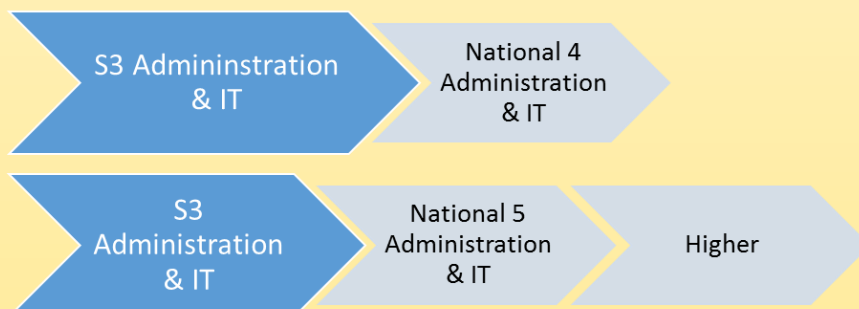 S3 Admininstration
& IT
National 4
Administration
& IT
S3
Administration
& IT
National 5
Administration
& IT
Higher